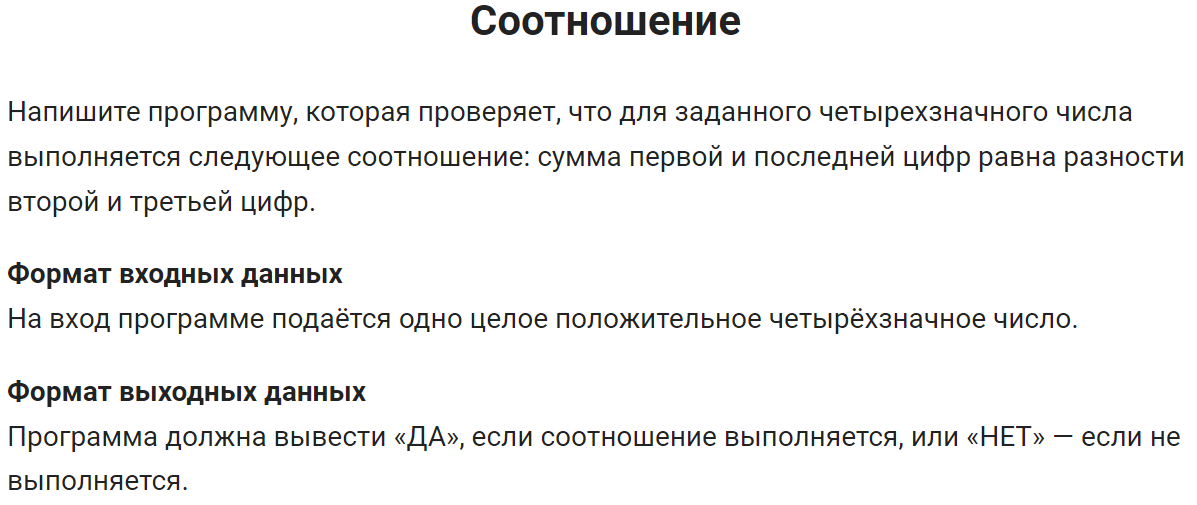 Соотношение
Напишите программу, которая проверяет, что для заданного четырехзначного числа
выполняется следующее соотношение: сумма первой и последней цифр равна разности
второй и третьей цифр.
Формат входных данных
На вход программе подаётся одно целое положительное четырёхзначное число.
Формат выходных данных
Программа должна вывести «ДА», если соотношение выполняется, или «НЕТ» — если не
выполняется.